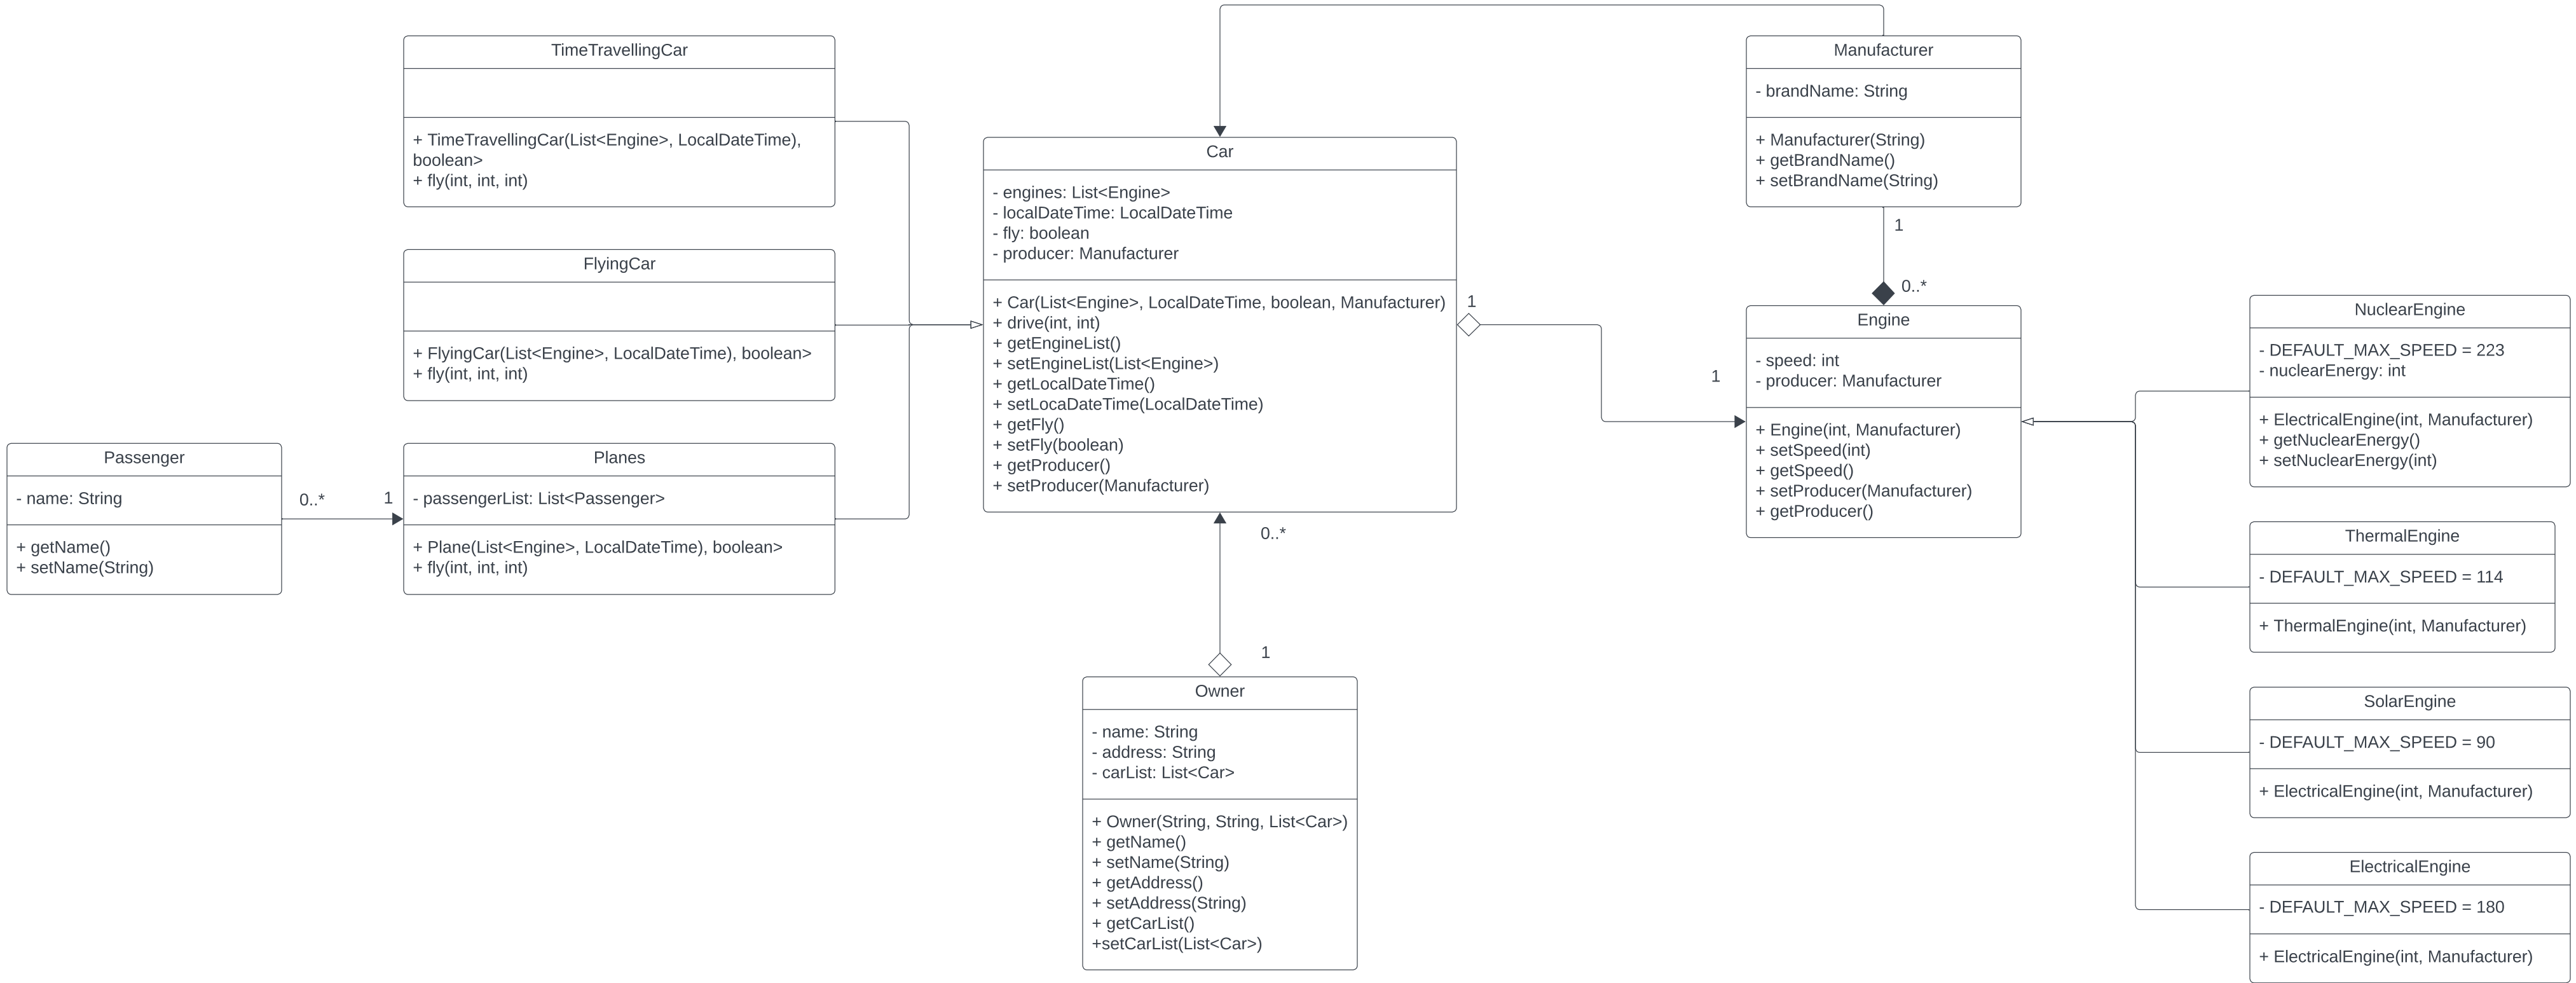 TimeTravellingCar
+ TimeTravellingCar(List<Engine>, LocalDateTime),
boolean>
+ fly(int, int, int)
FlyingCar
+ FlyingCar(List<Engine>, LocalDateTime), boolean>
+ fly(int, int, int)
Passenger
- name: String
+ getName()
+ setName(String)
0..*
1
Planes
- passengerList: List<Passenger>
+ Plane(List<Engine>, LocalDateTime), boolean>
+ fly(int, int, int)
Car
- engines: List<Engine>
- localDateTime: LocalDateTime
- fly: boolean
- producer: Manufacturer
+ Car(List<Engine>, LocalDateTime, boolean, Manufacturer)
+ drive(int, int)
+ getEngineList()
+ setEngineList(List<Engine>)
+ getLocalDateTime()
+ setLocaDateTime(LocalDateTime)
+ getFly()
+ setFly(boolean)
+ getProducer()
+ setProducer(Manufacturer)
1
1
0..*
1
Owner
- name: String
- address: String
- carList: List<Car>
+ Owner(String, String, List<Car>)
+ getName()
+ setName(String)
+ getAddress()
+ setAddress(String)
+ getCarList()
+setCarList(List<Car>)
Manufacturer
- brandName: String
+ Manufacturer(String)
+ getBrandName()
+ setBrandName(String)
1
0..*
Engine
- speed: int
- producer: Manufacturer
+ Engine(int, Manufacturer)
+ setSpeed(int)
+ getSpeed()
+ setProducer(Manufacturer)
+ getProducer()
NuclearEngine
- DEFAULT_MAX_SPEED = 223
- nuclearEnergy: int
+ ElectricalEngine(int, Manufacturer)
+ getNuclearEnergy()
+ setNuclearEnergy(int)
ThermalEngine
- DEFAULT_MAX_SPEED = 114
+ ThermalEngine(int, Manufacturer)
SolarEngine
- DEFAULT_MAX_SPEED = 90
+ ElectricalEngine(int, Manufacturer)
ElectricalEngine
- DEFAULT_MAX_SPEED = 180
+ ElectricalEngine(int, Manufacturer)